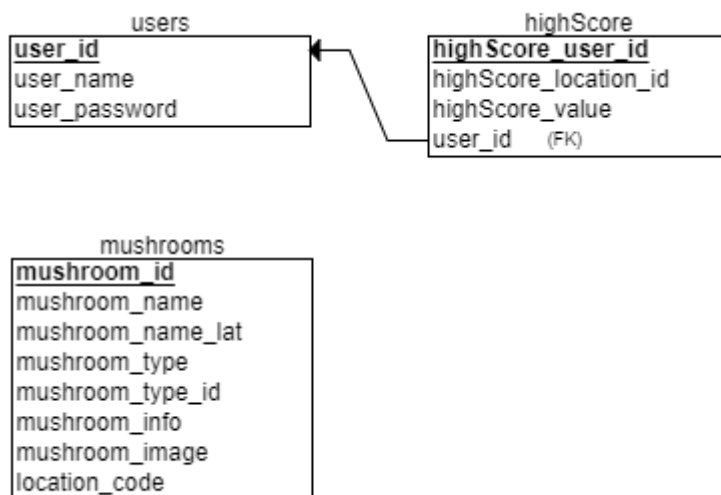 users
user_id
user_name
user_password
highScore
highScore_user_id
highScore_location_id
highScore_value
user_id (FK)
mushrooms
mushroom_id
mushroom_name
mushroom_name_lat
mushroom_type
mushroom_type_id
mushroom_info
mushroom_image
location_code